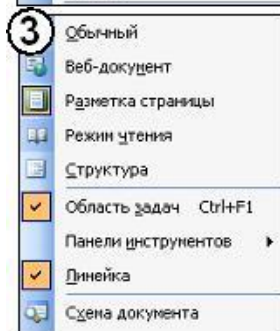 3
Обычный
Веб-документ
Разметка страницы
Режим чтения
Структура
Область задач Ctrl+F1
Панели инструментов
Линейка
Схема документа